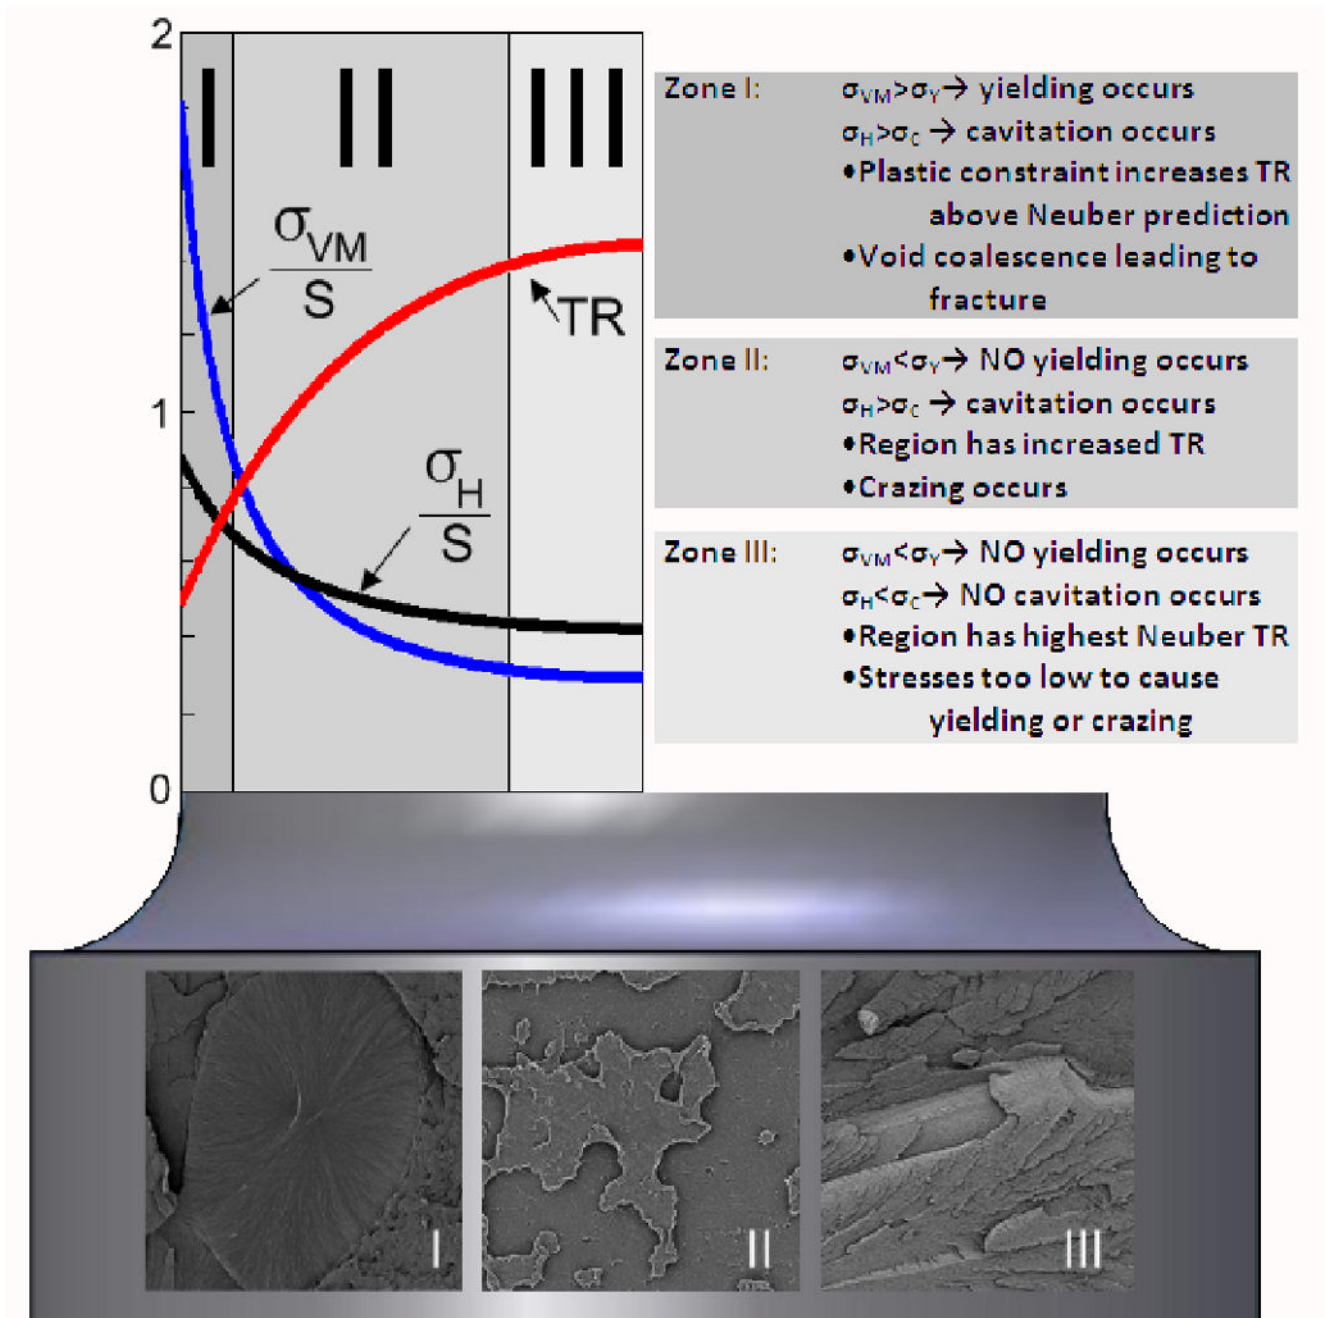 2
I II III
σVM
S
TR
1
σH
S
0
Zone I: σVM>σY→ yielding occurs
σH>σC → cavitation occurs
•Plastic constraint increases TR
above Neuber prediction
•Void coalescence leading to
fracture
Zone II: σVM<σY→ NO yielding occurs
σH>σC → cavitation occurs
•Region has increased TR
•Crazing occurs
Zone III: σVM<σY→ NO yielding occurs
σH<σC→ NO cavitation occurs
•Region has highest Neuber TR
•Stresses too low to cause
yielding or crazing
I II III